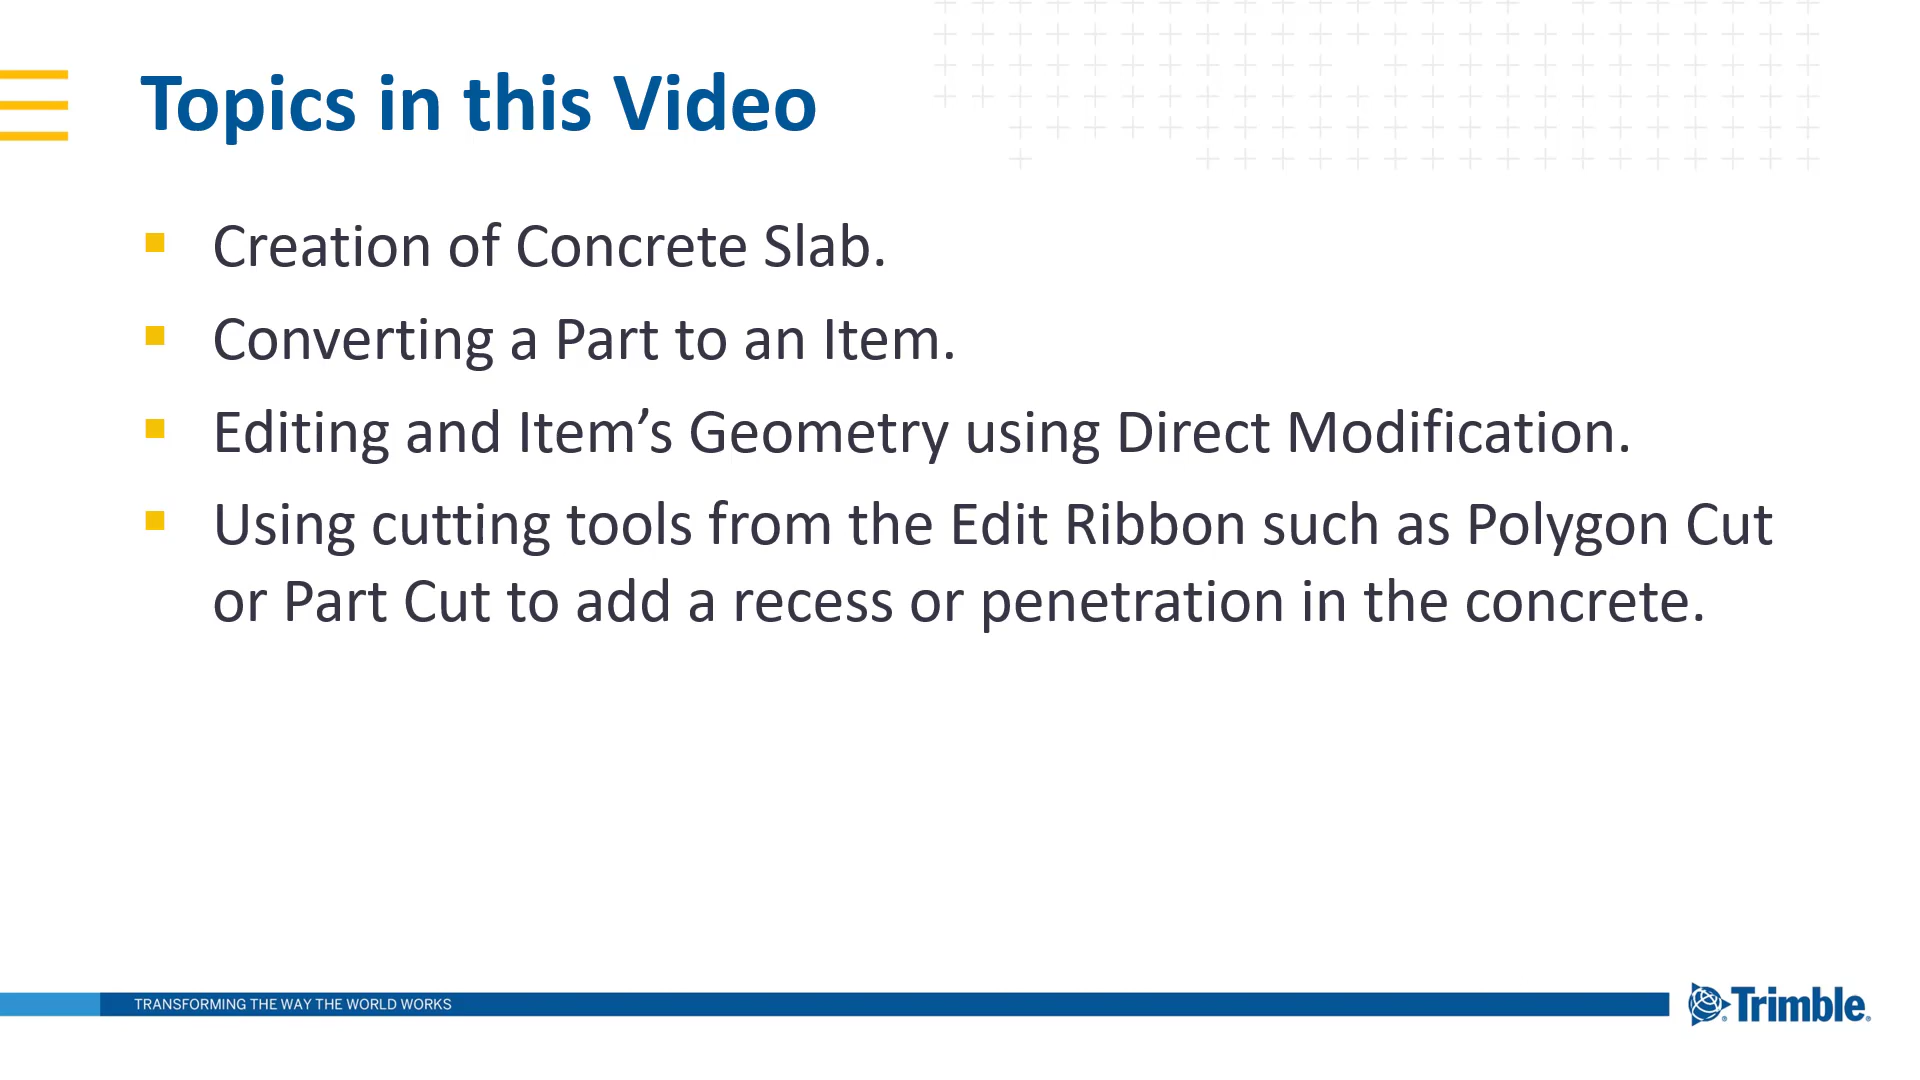 Topics in this Video
Creation of Concrete Slab.
Converting a Part to an Item.
Editing and Item’s Geometry using Direct Modification.
Using cutting tools from the Edit Ribbon such as Polygon Cut
or Part Cut to add a recess or penetration in the concrete.
TRANSFORMING THE WAY THE WORLD WORKS
Trimble